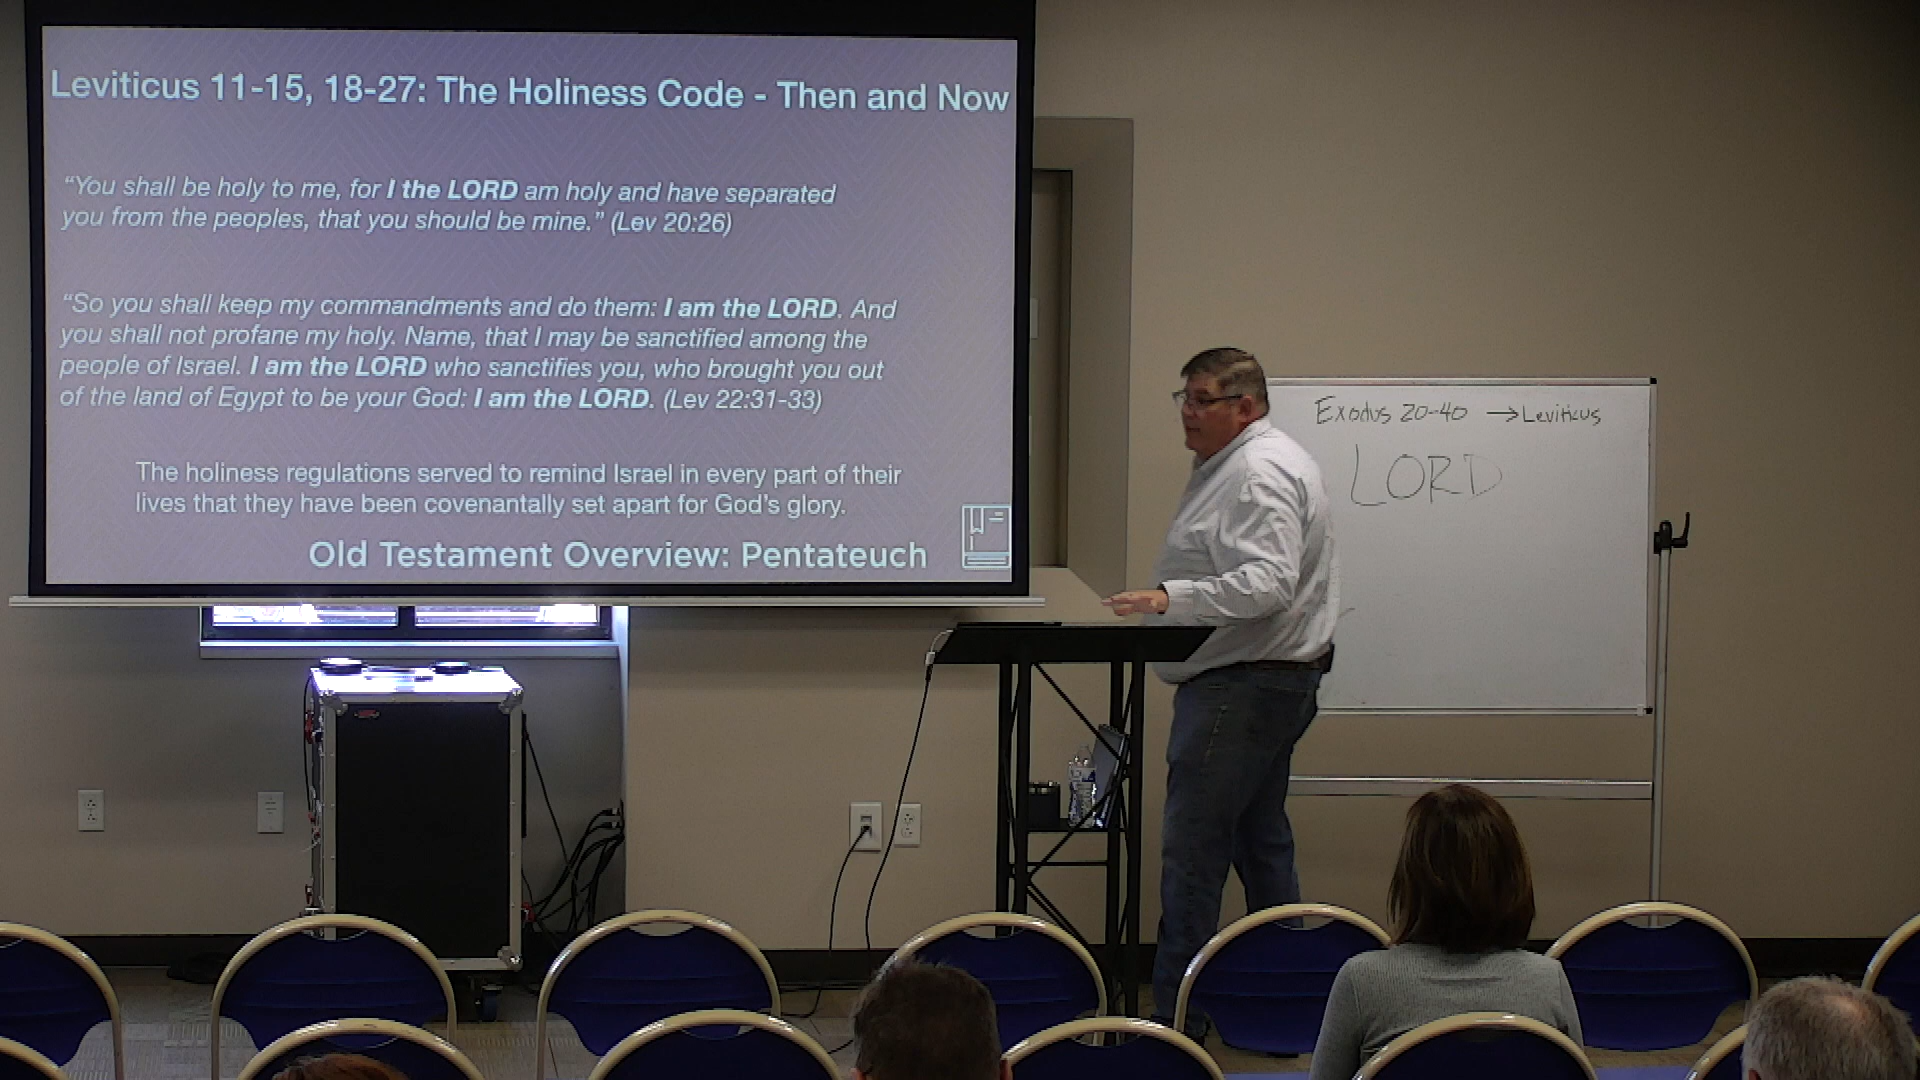 Leviticus 11-15, 18-27: The Holiness Code - Then and Now
“You shall be holy to me, for I the LORD am holy and have separated
you from the peoples, that you should be mine.” (Lev 20:26)
“So you shall keep my commandments and do them: I am the LORD. And
you shall not profane my holy. Name, that I may be sanctified among the
people of Israel. I am the LORD who sanctifies you, who brought you out
of the land of Egypt to be your God: I am the LORD. (Lev 22:31-33)
The holiness regulations served to remind Israel in every part of their
lives that they have been covenantally set apart for God's glory.
Old Testament Overview: Pentateuch
Exodus 20-40 → Leviticus
LORD